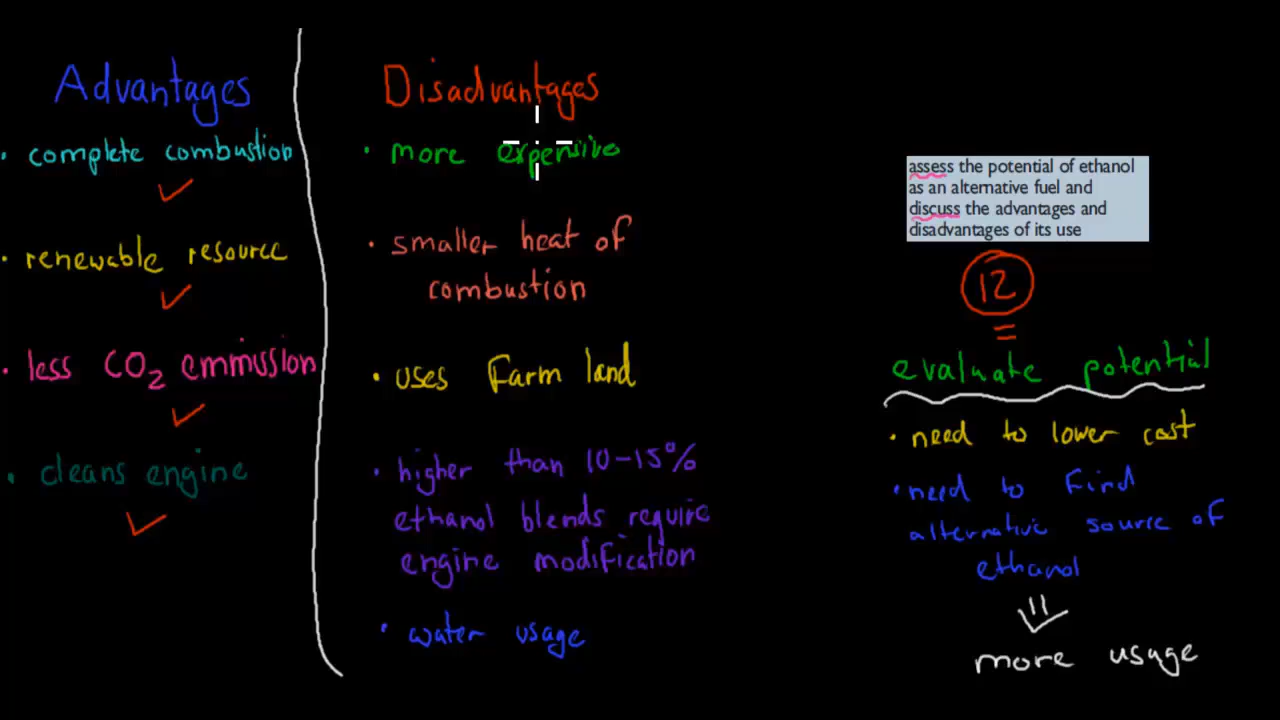 Advantages
• complete combustion
• renewable resource
• less CO2 emmission
• cleans engine
Disadvantages
• more expensive
• smaller heat of
combustion
• uses Farm land
• higher than 10-15%
ethanol blends require
engine modification
• water usage
assess the potential of ethanol
as an alternative fuel and
discuss the advantages and
disadvantages of its use
12
evaluate potential
• need to lower cost
• need to find
alternative source of
ethanol
more usage